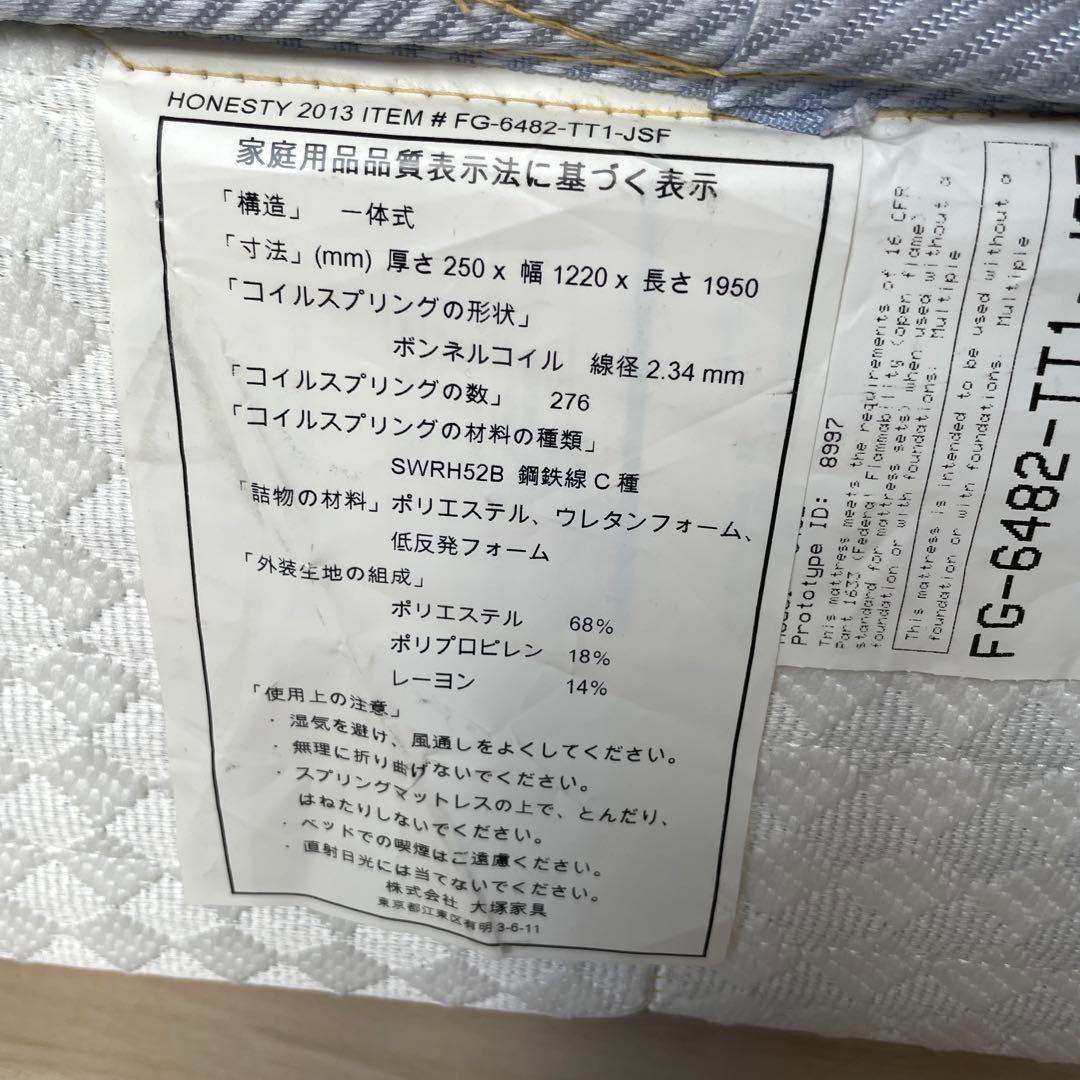 HONESTY 2013 ITEM # FG-6482-TT1-JSF
家庭用品品質表示法に基づく表示
「構造」 一体式
「寸法」(mm) 厚さ 250 x 幅 1220 x 長さ 1950
「コイルスプリングの形状」
ボンネルコイル 線径 2.34 mm
「コイルスプリングの数」 276
「コイルスプリングの材料の種類」
SWRH52B 鋼鉄線 C 種
「詰物の材料」ポリエステル、ウレタンフォーム、
低反発フォーム
「外装生地の組成」
ポリエステル 68%
ポリプロピレン 18%
レーヨン 14%
「使用上の注意」
・湿気を避け、風通しをよくしてください。
・無理に折り曲げないでください。
・スプリングマットレスの上で、とんだり、
はねたりしないでください。
・ベッドでの喫煙はご遠慮ください。
・直射日光には当てないでください。
株式会社 大塚家具
東京都江東区有明 3-6-11
Prototype ID: 8997
This mattress meets the requirements of 16 CFR
Part 1633 (Federal Flammability (open flame)
standard for mattress sets) when used without a
foundation or with foundations: Multiple
This mattress is intended to be used without a
foundation or with foundations: Multiple
FG-6482-TT1-